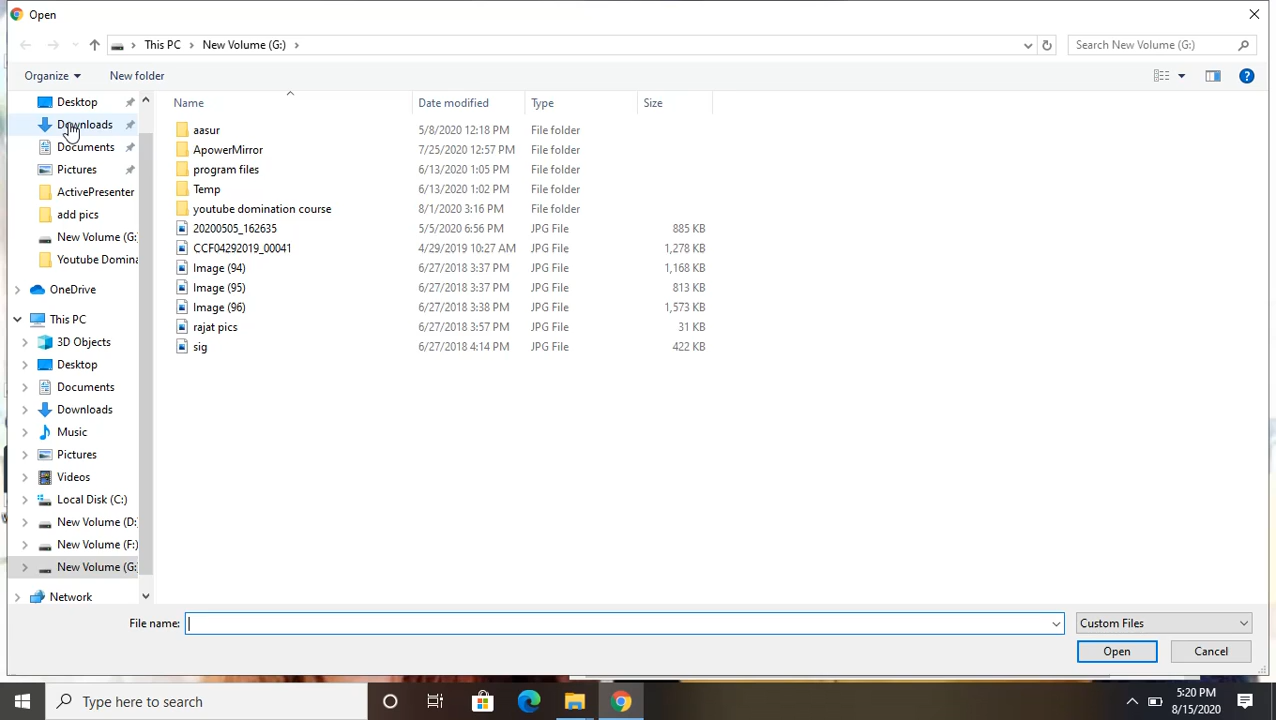 Open
This PC > New Volume (G:) >
Search New Volume (G:)
Organize
New folder
Name
Date modified
Type
Size
Desktop
Downloads
Documents
Pictures
ActivePresenter
add pics
New Volume (G:
Youtube Domina
OneDrive
This PC
3D Objects
Desktop
Documents
Downloads
Music
Pictures
Videos
Local Disk (C:)
New Volume (D:
New Volume (F:)
New Volume (G:
Network
aasur 5/8/2020 12:18 PM File folder
ApowerMirror 7/25/2020 12:57 PM File folder
program files 6/13/2020 1:05 PM File folder
Temp 6/13/2020 1:02 PM File folder
youtube domination course 8/1/2020 3:16 PM File folder
20200505_162635 5/5/2020 6:56 PM JPG File 885 KB
CCF04292019_00041 4/29/2019 10:27 AM JPG File 1,278 KB
Image (94) 6/27/2018 3:37 PM JPG File 1,168 KB
Image (95) 6/27/2018 3:37 PM JPG File 813 KB
Image (96) 6/27/2018 3:38 PM JPG File 1,573 KB
rajat pics 6/27/2018 3:57 PM JPG File 31 KB
sig 6/27/2018 4:14 PM JPG File 422 KB
File name:
Custom Files
Open
Cancel
Type here to search
5:20 PM
8/15/2020